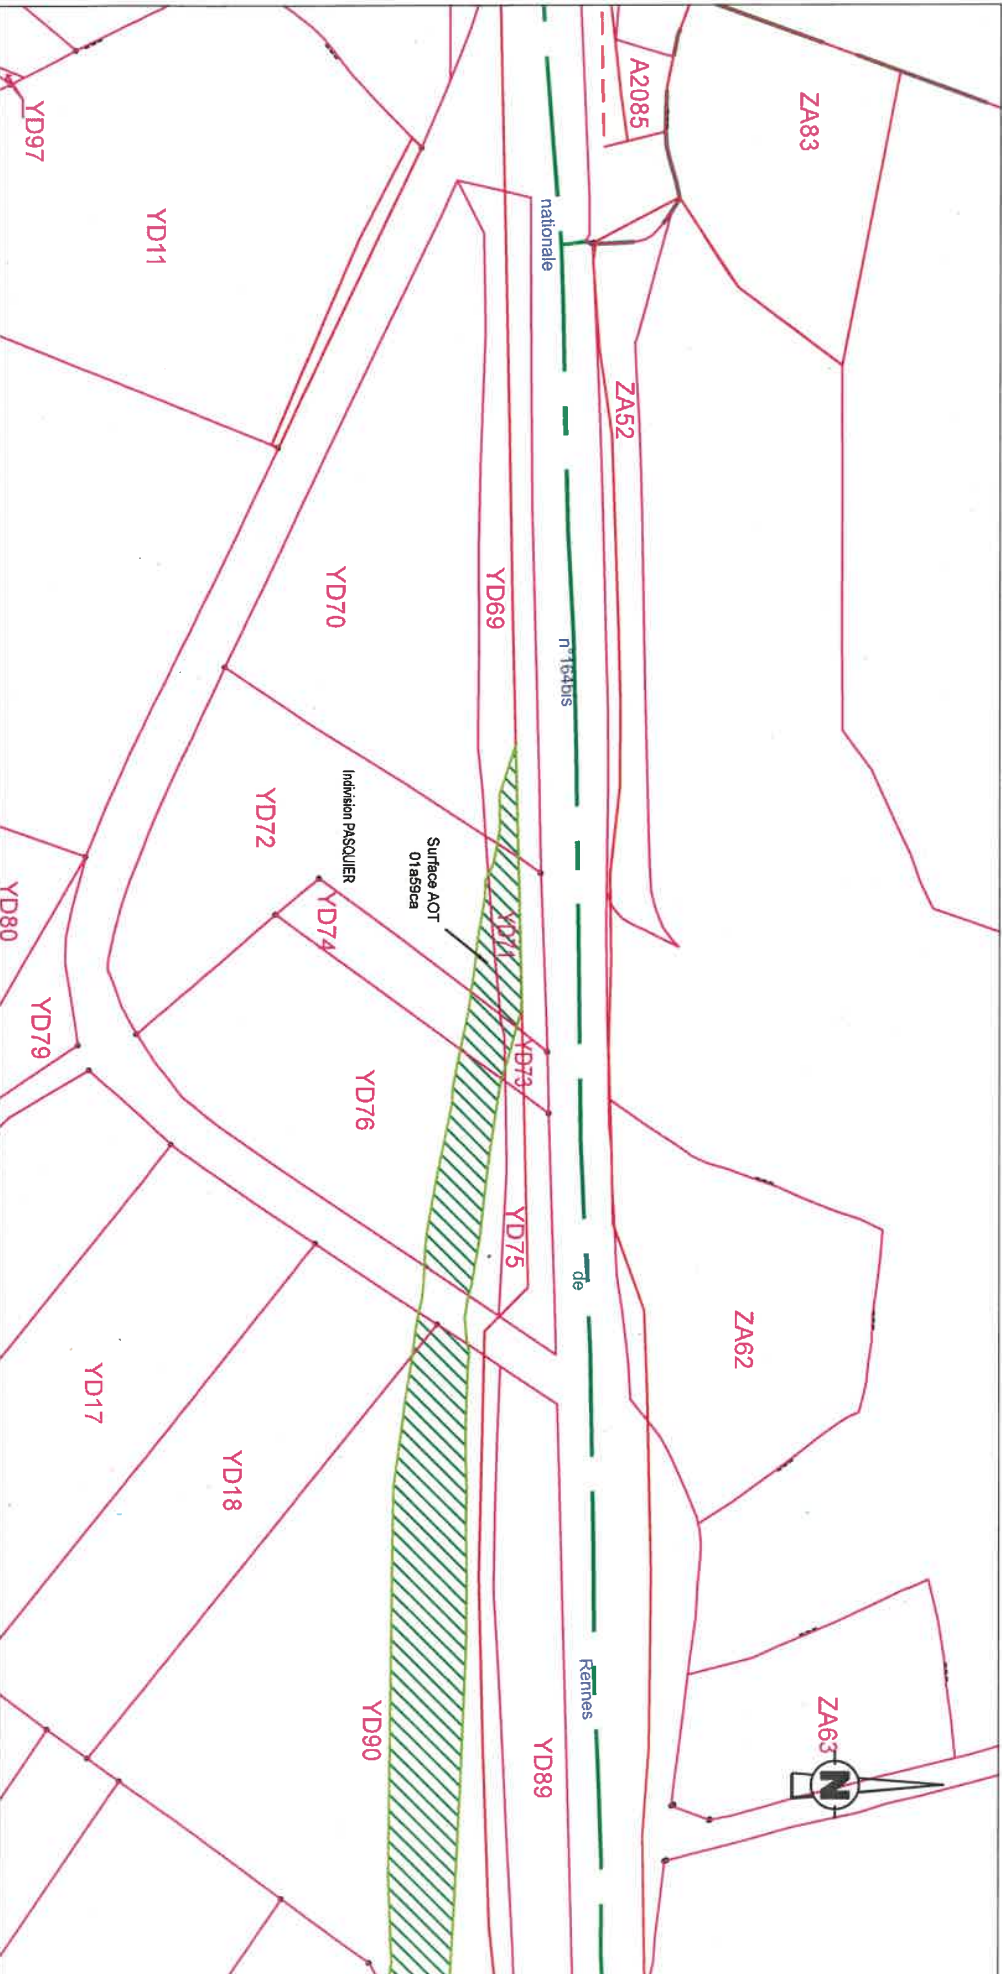 ZA83
A2085
ZA52
nationale
n°164bis
de
Rennes
ZA62
ZA63
N
YD97
YD11
YD69
YD70
YD71
YD72
Indivision PASQUIER
Surface AOT
01a59ca
YD73
YD74
YD75
YD76
YD79
YD80
YD17
YD18
YD89
YD90